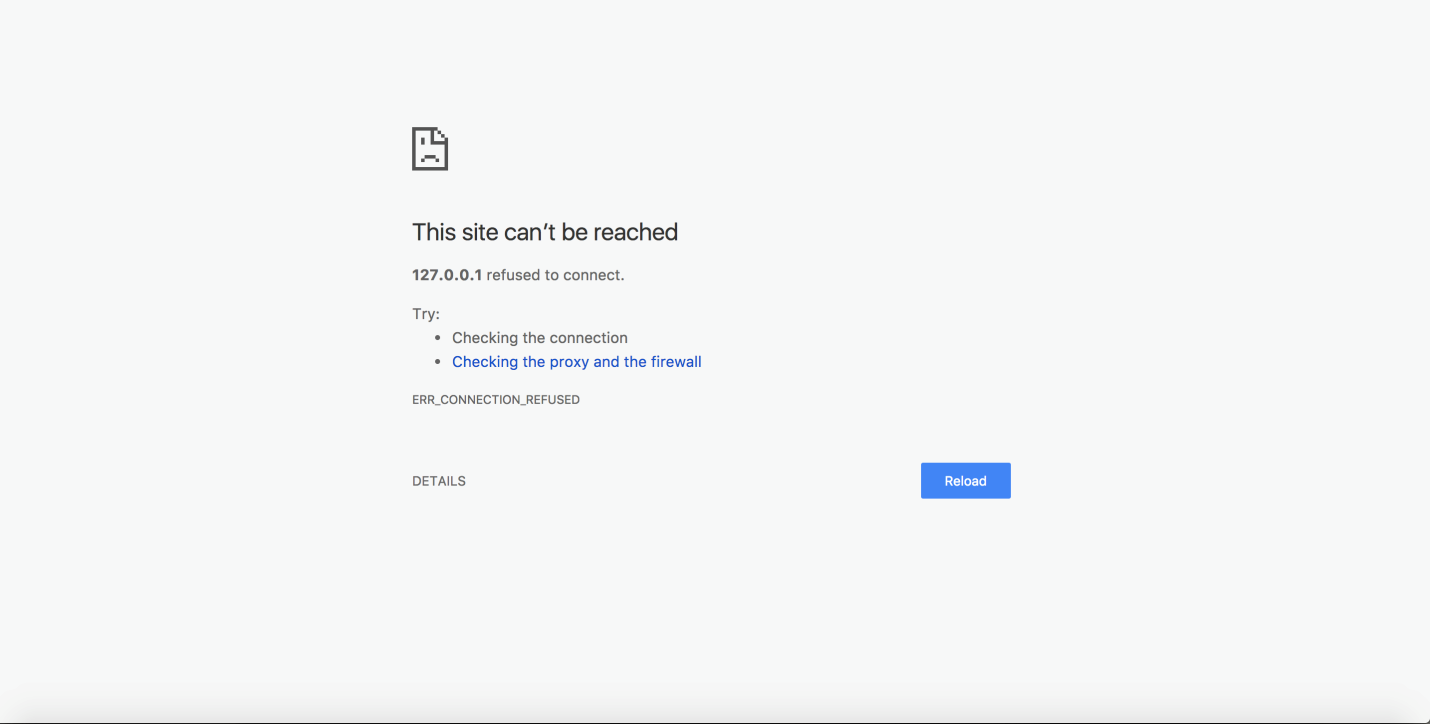 This site can’t be reached
127.0.0.1 refused to connect.
Try:
• Checking the connection
• Checking the proxy and the firewall
ERR_CONNECTION_REFUSED
DETAILS
Reload